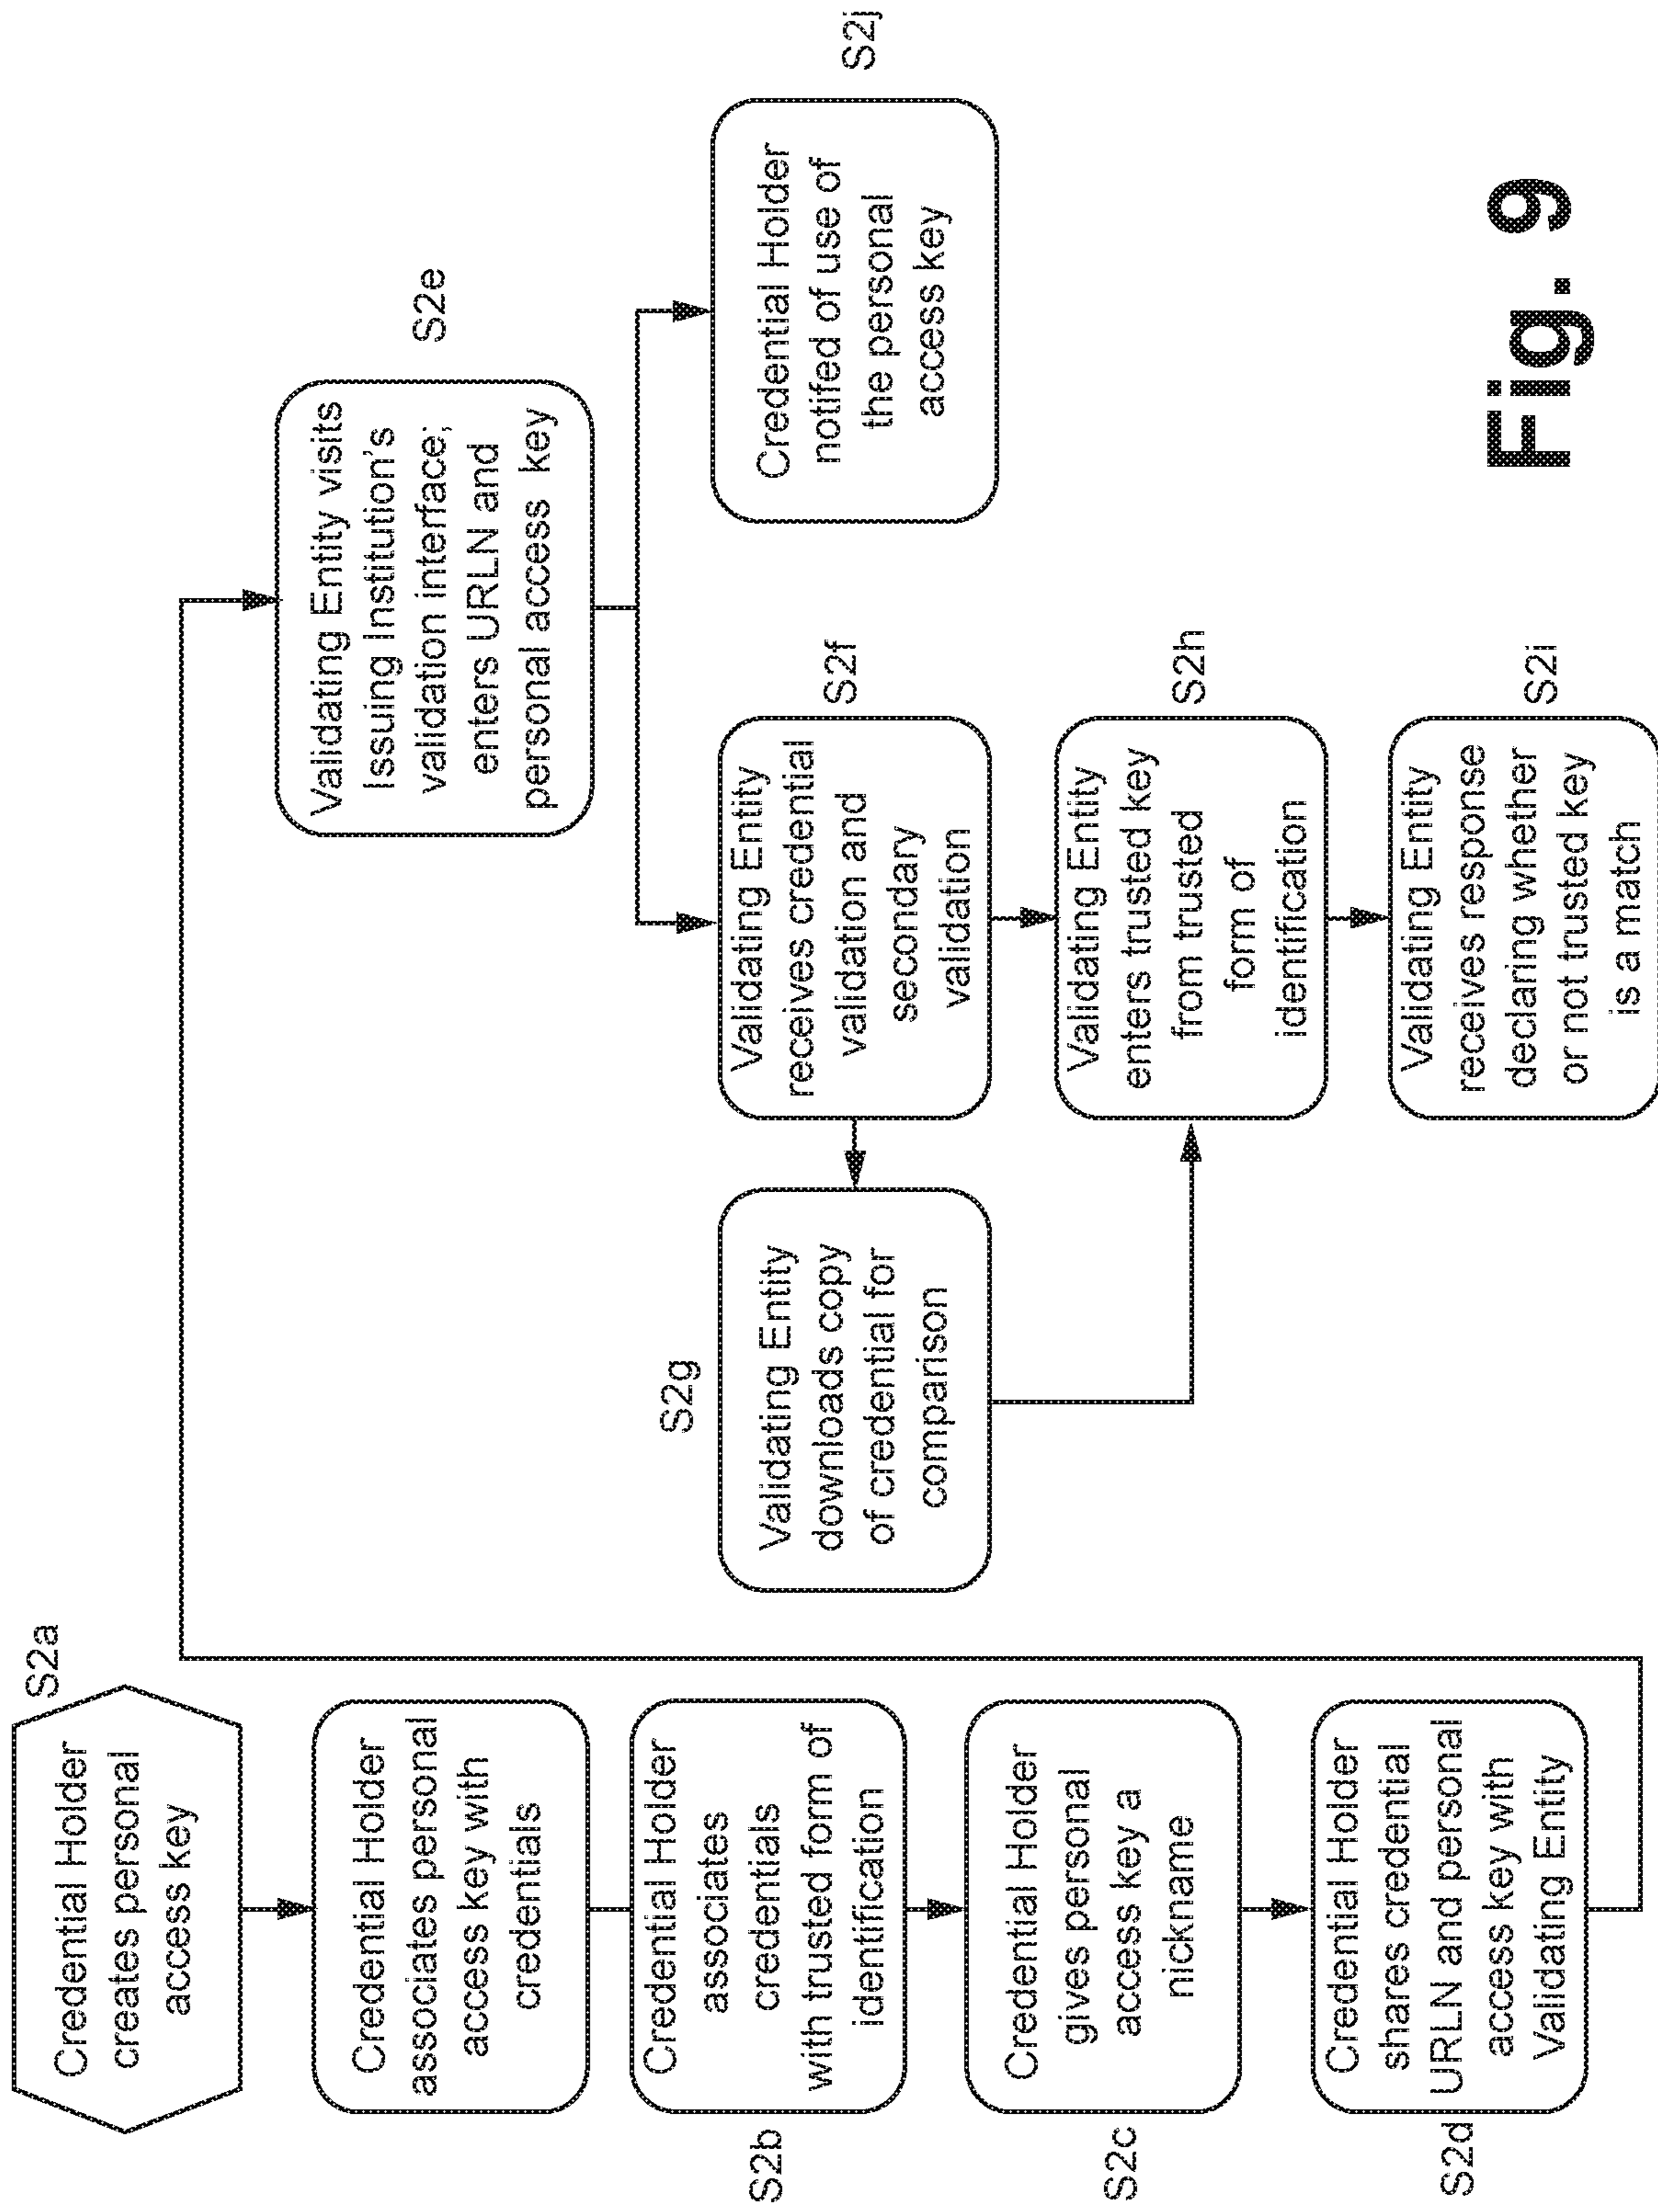 S2a
Credential Holder
creates personal
access key
Credential Holder
associates personal
access key with
credentials
S2b
Credential Holder
associates
credentials
with trusted form of
identification
S2c
Credential Holder
gives personal
access key a
nickname
S2d
Credential Holder
shares credential
URLN and personal
access key with
Validating Entity
S2e
Validating Entity visits
Issuing Institution's
validation interface;
enters URLN and
personal access key
S2f
Validating Entity
receives credential
validation and
secondary
validation
S2g
Validating Entity
downloads copy
of credential for
comparison
S2h
Validating Entity
enters trusted key
from trusted
form of
identification
S2i
Validating Entity
receives response
declaring whether
or not trusted key
is a match
S2j
Credential Holder
notifed of use of
the personal
access key
Fig. 9